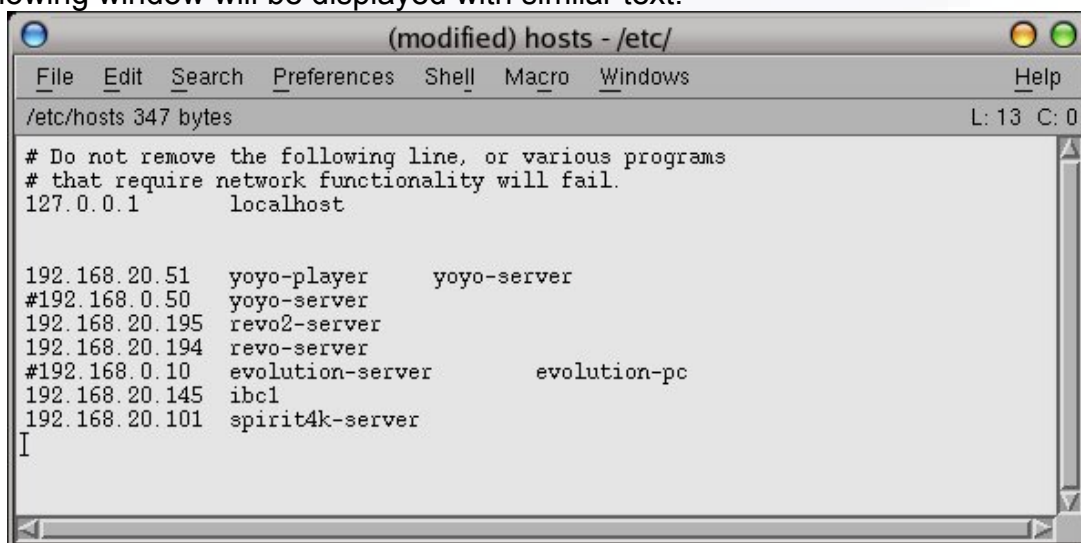 lowing window will be displayed with similar text.
(modified) hosts - /etc/
File Edit Search Preferences Shell Macro Windows Help
/etc/hosts 347 bytes L: 13 C: 0
# Do not remove the following line, or various programs
# that require network functionality will fail.
127.0.0.1 localhost
192.168.20.51 yoyo-player yoyo-server
#192.168.0.50 yoyo-server
192.168.20.195 revo2-server
192.168.20.194 revo-server
#192.168.0.10 evolution-server evolution-pc
192.168.20.145 ibc1
192.168.20.101 spirit4k-server